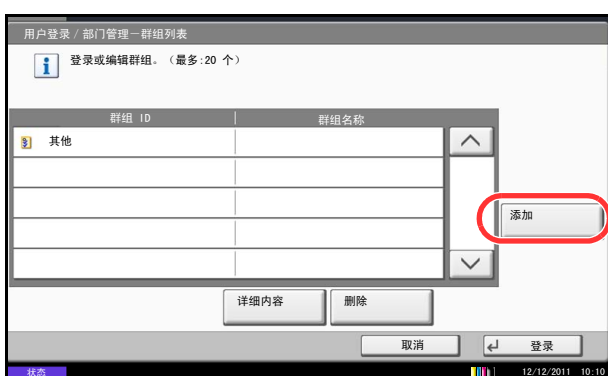 用户登录 / 部门管理－群组列表
登录或编辑群组。（最多:20 个）
群组 ID 群组名称
其他
添加
详细内容 删除
取消 登录
状态 12/12/2011 10:10